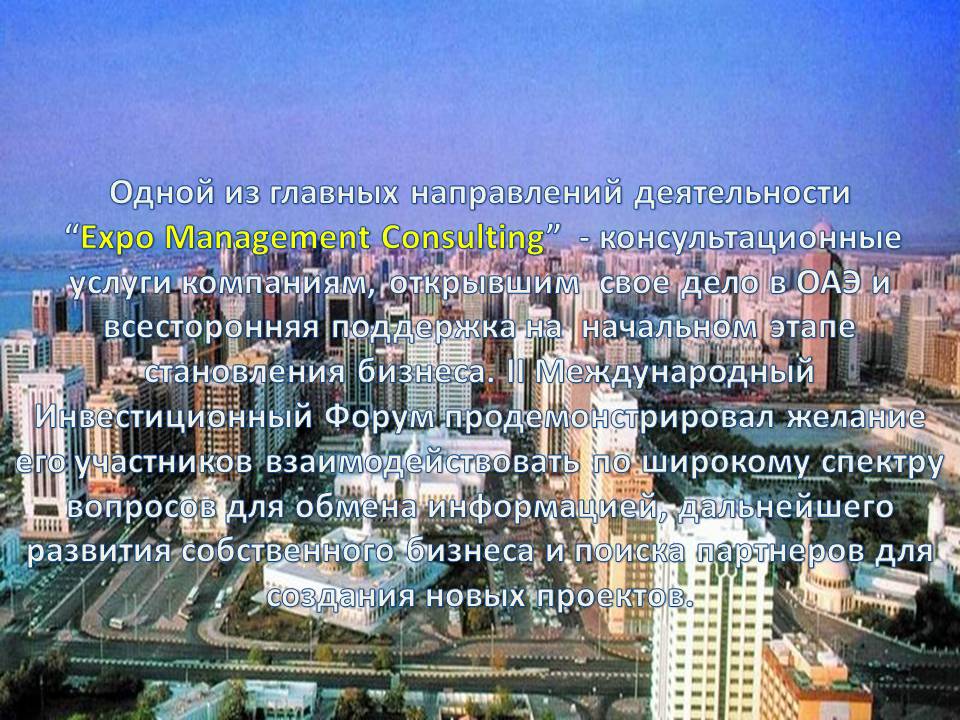 Одной из главных направлений деятельности
“Expo Management Consulting” - консультационные
услуги компаниям, открывшим свое дело в ОАЭ и
всесторонняя поддержка на начальном этапе
становления бизнеса. II Международный
Инвестиционный Форум продемонстрировал желание
его участников взаимодействовать по широкому спектру
вопросов для обмена информацией, дальнейшего
развития собственного бизнеса и поиска партнеров для
создания новых проектов.